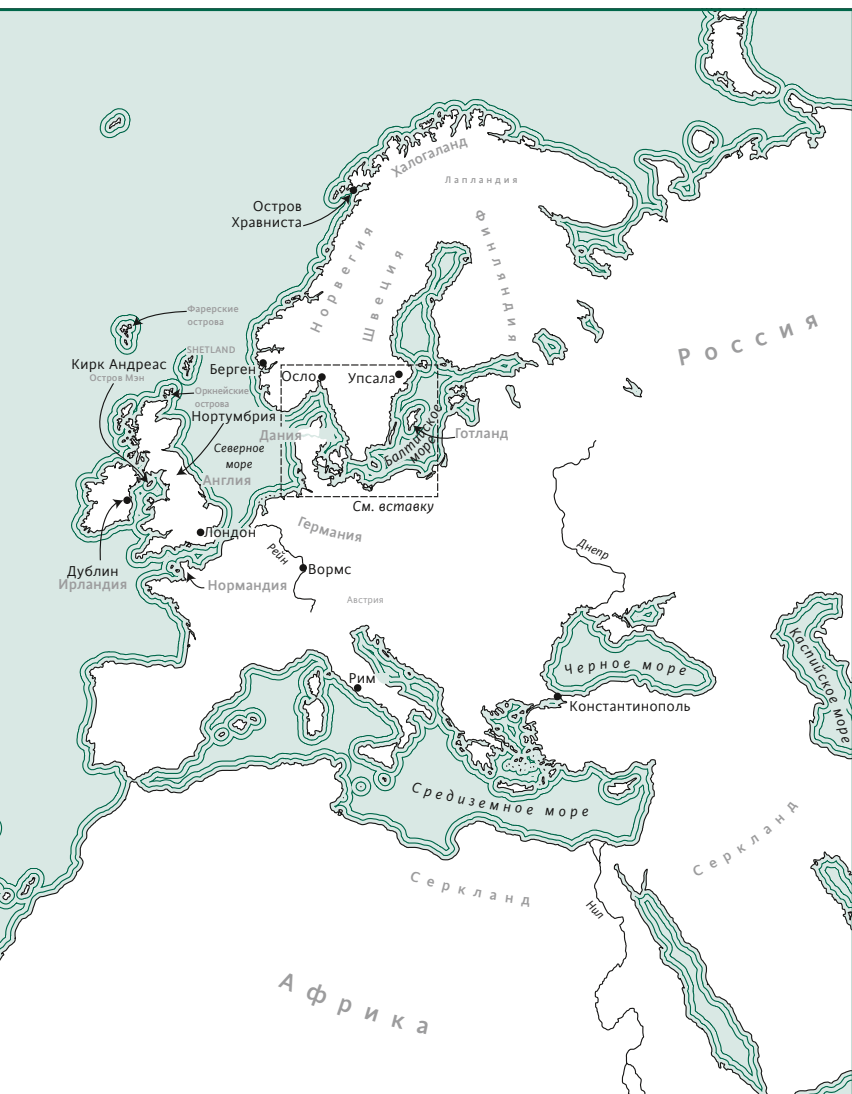 Халогаланд
Лапландия
Остров
Хравниста
Норвегия
Швеция
Финляндия
Россия
Фарерские
острова
SHETLAND
Кирк Андреас
Остров Мэн
Берген
Осло
Упсала
Оркнейские
острова
Нортумбрия
Дания
Балтийское
море
Готланд
Северное
море
Англия
См. вставку
Лондон
Германия
Рейн
Днепр
Дублин
Ирландия
Вормс
Нормандия
Австрия
Черное море
Каспийское море
Рим
Константинополь
Средиземное море
Серкланд
Серкланд
Нил
Африка